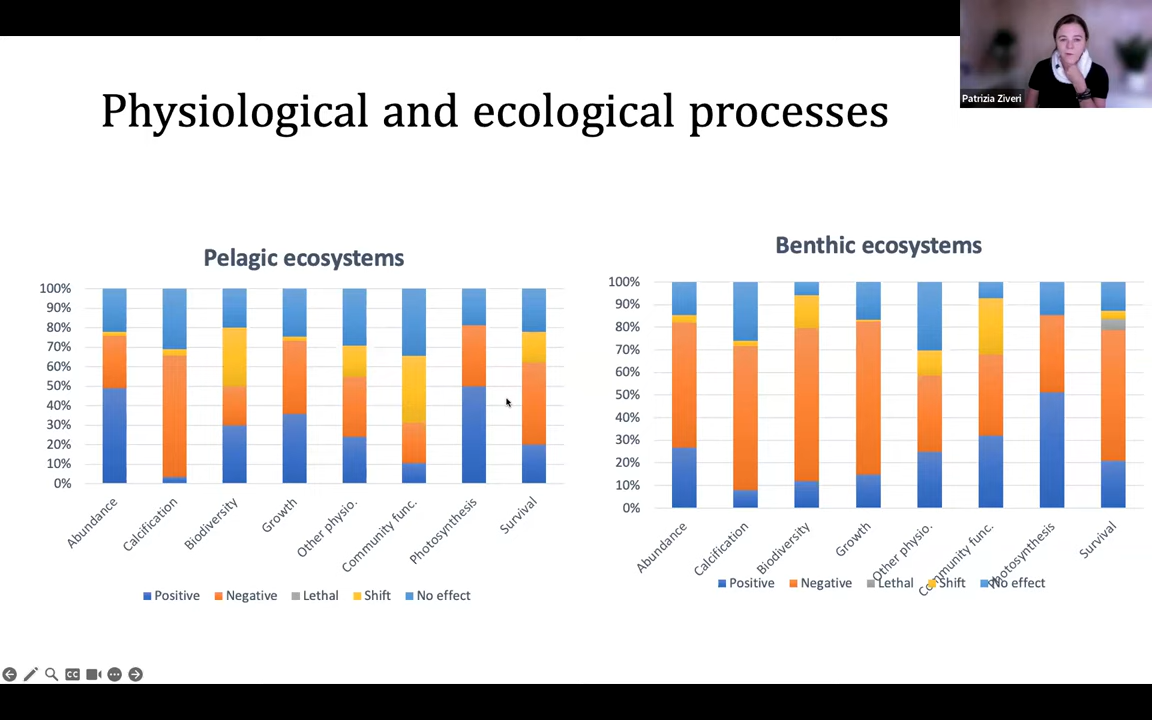 Patrizia Ziveri
Physiological and ecological processes
Pelagic ecosystems
100%
90%
80%
70%
60%
50%
40%
30%
20%
10%
0%
Abundance
Calcification
Biodiversity
Growth
Other physio.
Community func.
Photosynthesis
Survival
Positive Negative Lethal Shift No effect
Benthic ecosystems
100%
90%
80%
70%
60%
50%
40%
30%
20%
10%
0%
Abundance
Calcification
Biodiversity
Growth
Other physio.
Community func.
Photosynthesis
Survival
Positive Negative Lethal Shift No effect
CC